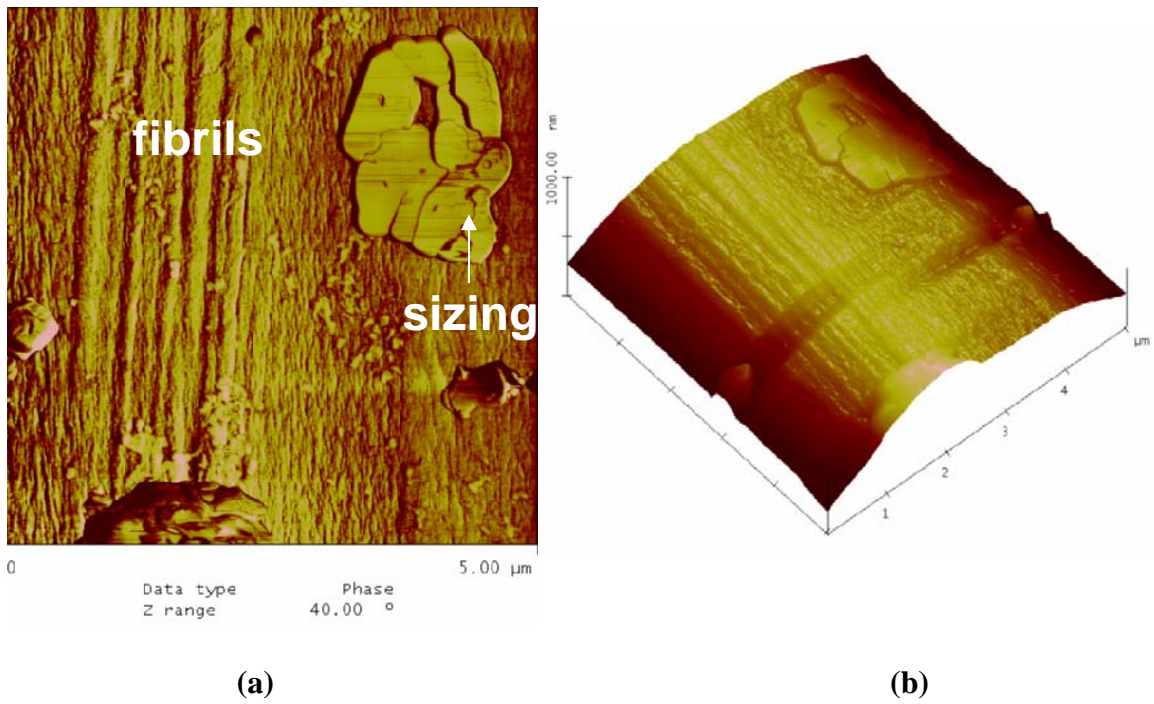 fibrils
sizing
0 5.00 µm
Data type Phase
Z range 40.00 °
1000.00 nm
µm
4
3
2
1
(a) (b)